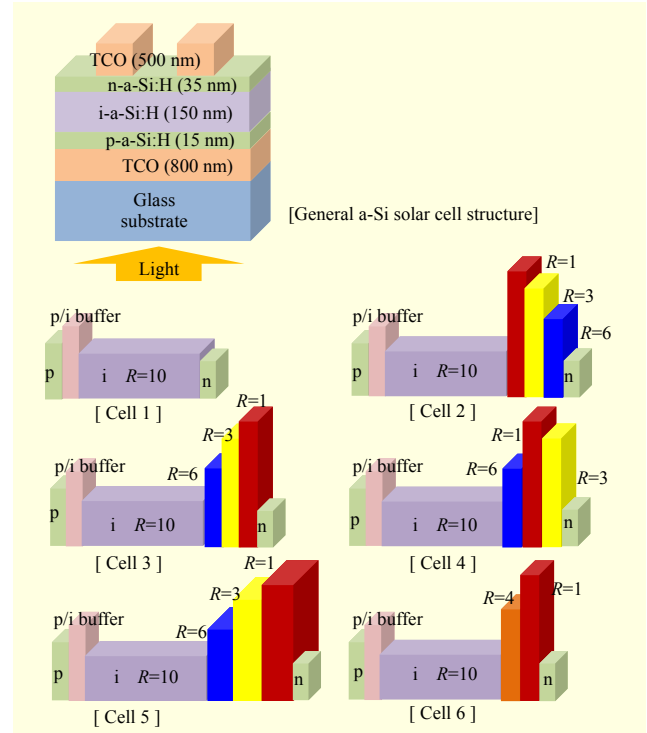 TCO (500 nm)
n-a-Si:H (35 nm)
i-a-Si:H (150 nm)
p-a-Si:H (15 nm)
TCO (800 nm)
Glass
substrate
[General a-Si solar cell structure]
Light
p/i buffer
p
i R=10
n
[ Cell 1 ]
p/i buffer
p
i R=10
R=1
R=3
R=6
n
[ Cell 2 ]
p/i buffer
p
i R=10
R=6
R=3
R=1
n
[ Cell 3 ]
p/i buffer
p
i R=10
R=6
R=1
R=3
n
[ Cell 4 ]
p/i buffer
p
i R=10
R=6
R=3
R=1
n
[ Cell 5 ]
p/i buffer
p
i R=10
R=4
R=1
n
[ Cell 6 ]